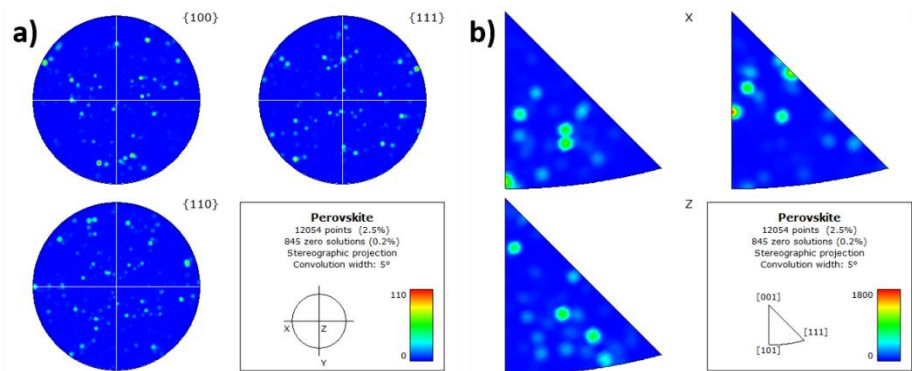 a)
{100}
{111}
{110}
Perovskite
12054 points (2.5%)
845 zero solutions (0.2%)
Stereographic projection
Convolution width: 5°
X
Z
Y
110
0
b)
X
Z
Perovskite
12054 points (2.5%)
845 zero solutions (0.2%)
Stereographic projection
Convolution width: 5°
[001]
[111]
[101]
1800
0